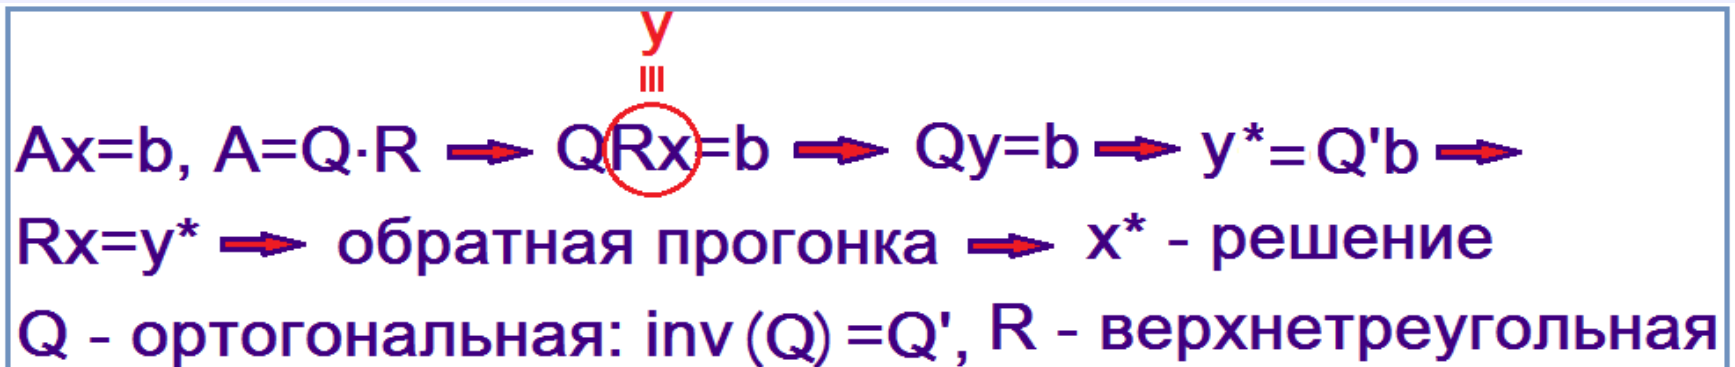 y
≡
Ax=b, A=Q·R → QRx=b → Qy=b → y*=Q'b →
Rx=y* → обратная прогонка → x* - решение
Q - ортогональная: inv(Q)=Q', R - верхнетреугольная